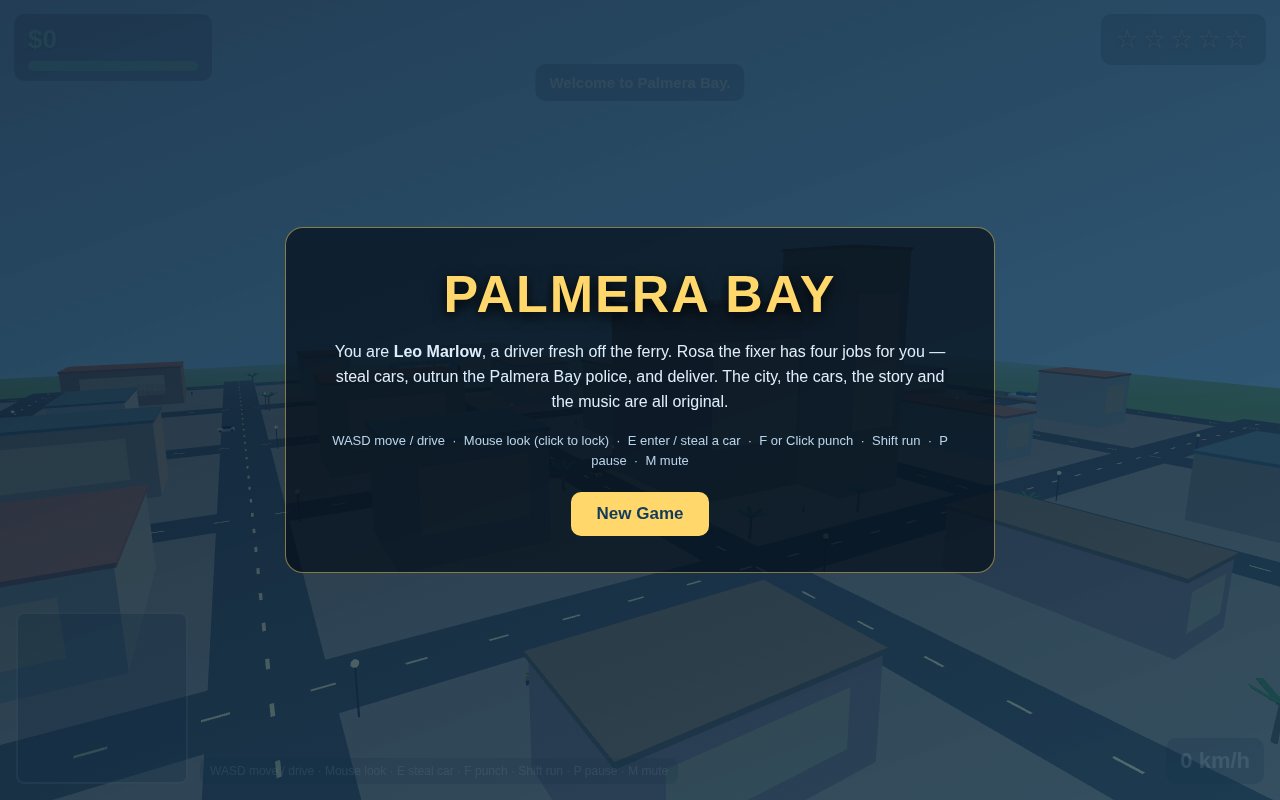 $0
☆☆☆☆☆
Welcome to Palmera Bay.
PALMERA BAY
You are Leo Marlow, a driver fresh off the ferry. Rosa the fixer has four jobs for you —
steal cars, outrun the Palmera Bay police, and deliver. The city, the cars, the story and
the music are all original.
WASD move / drive · Mouse look (click to lock) · E enter / steal a car · F or Click punch · Shift run · P
pause · M mute
New Game
WASD move / drive · Mouse look · E steal car · F punch · Shift run · P pause · M mute
0 km/h